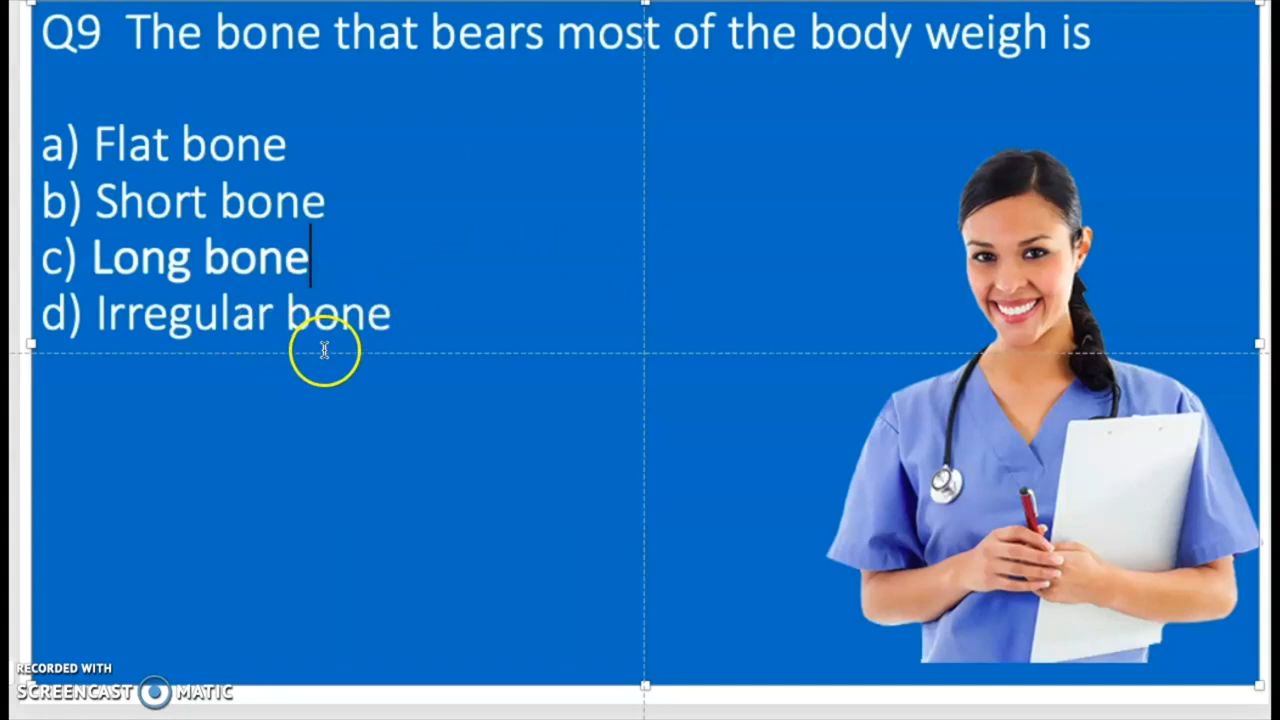 Q9 The bone that bears most of the body weigh is
a) Flat bone
b) Short bone
c) Long bone
d) Irregular bone
RECORDED WITH
SCREENCAST MATIC